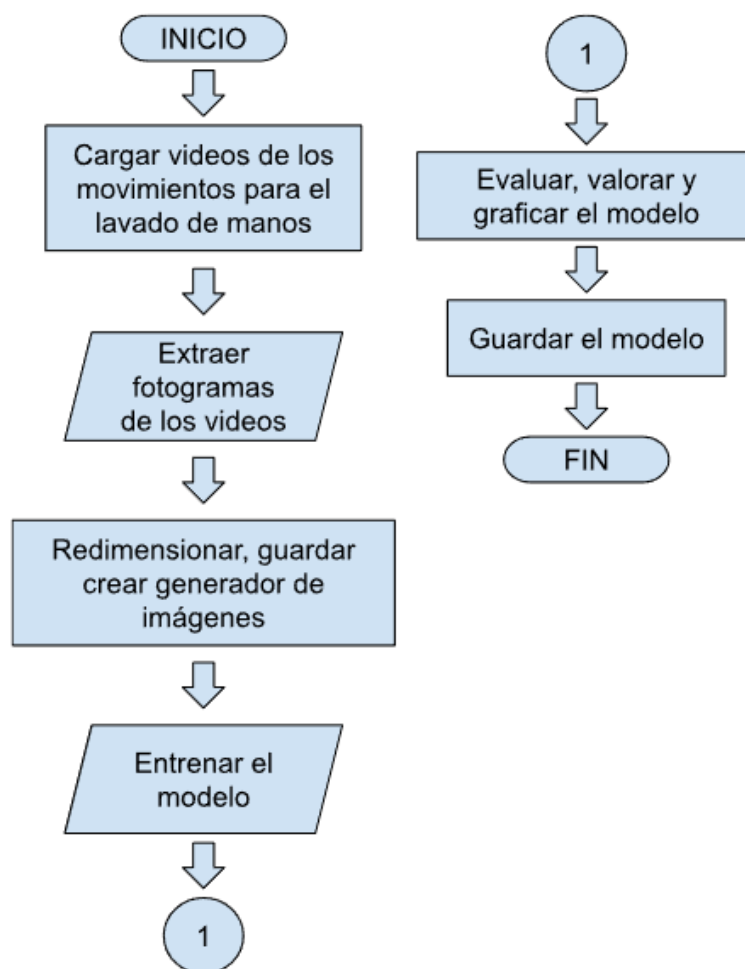 INICIO
Cargar videos de los
movimientos para el
lavado de manos
Extraer
fotogramas
de los videos
Redimensionar, guardar
crear generador de
imágenes
Entrenar el
modelo
1
1
Evaluar, valorar y
graficar el modelo
Guardar el modelo
FIN